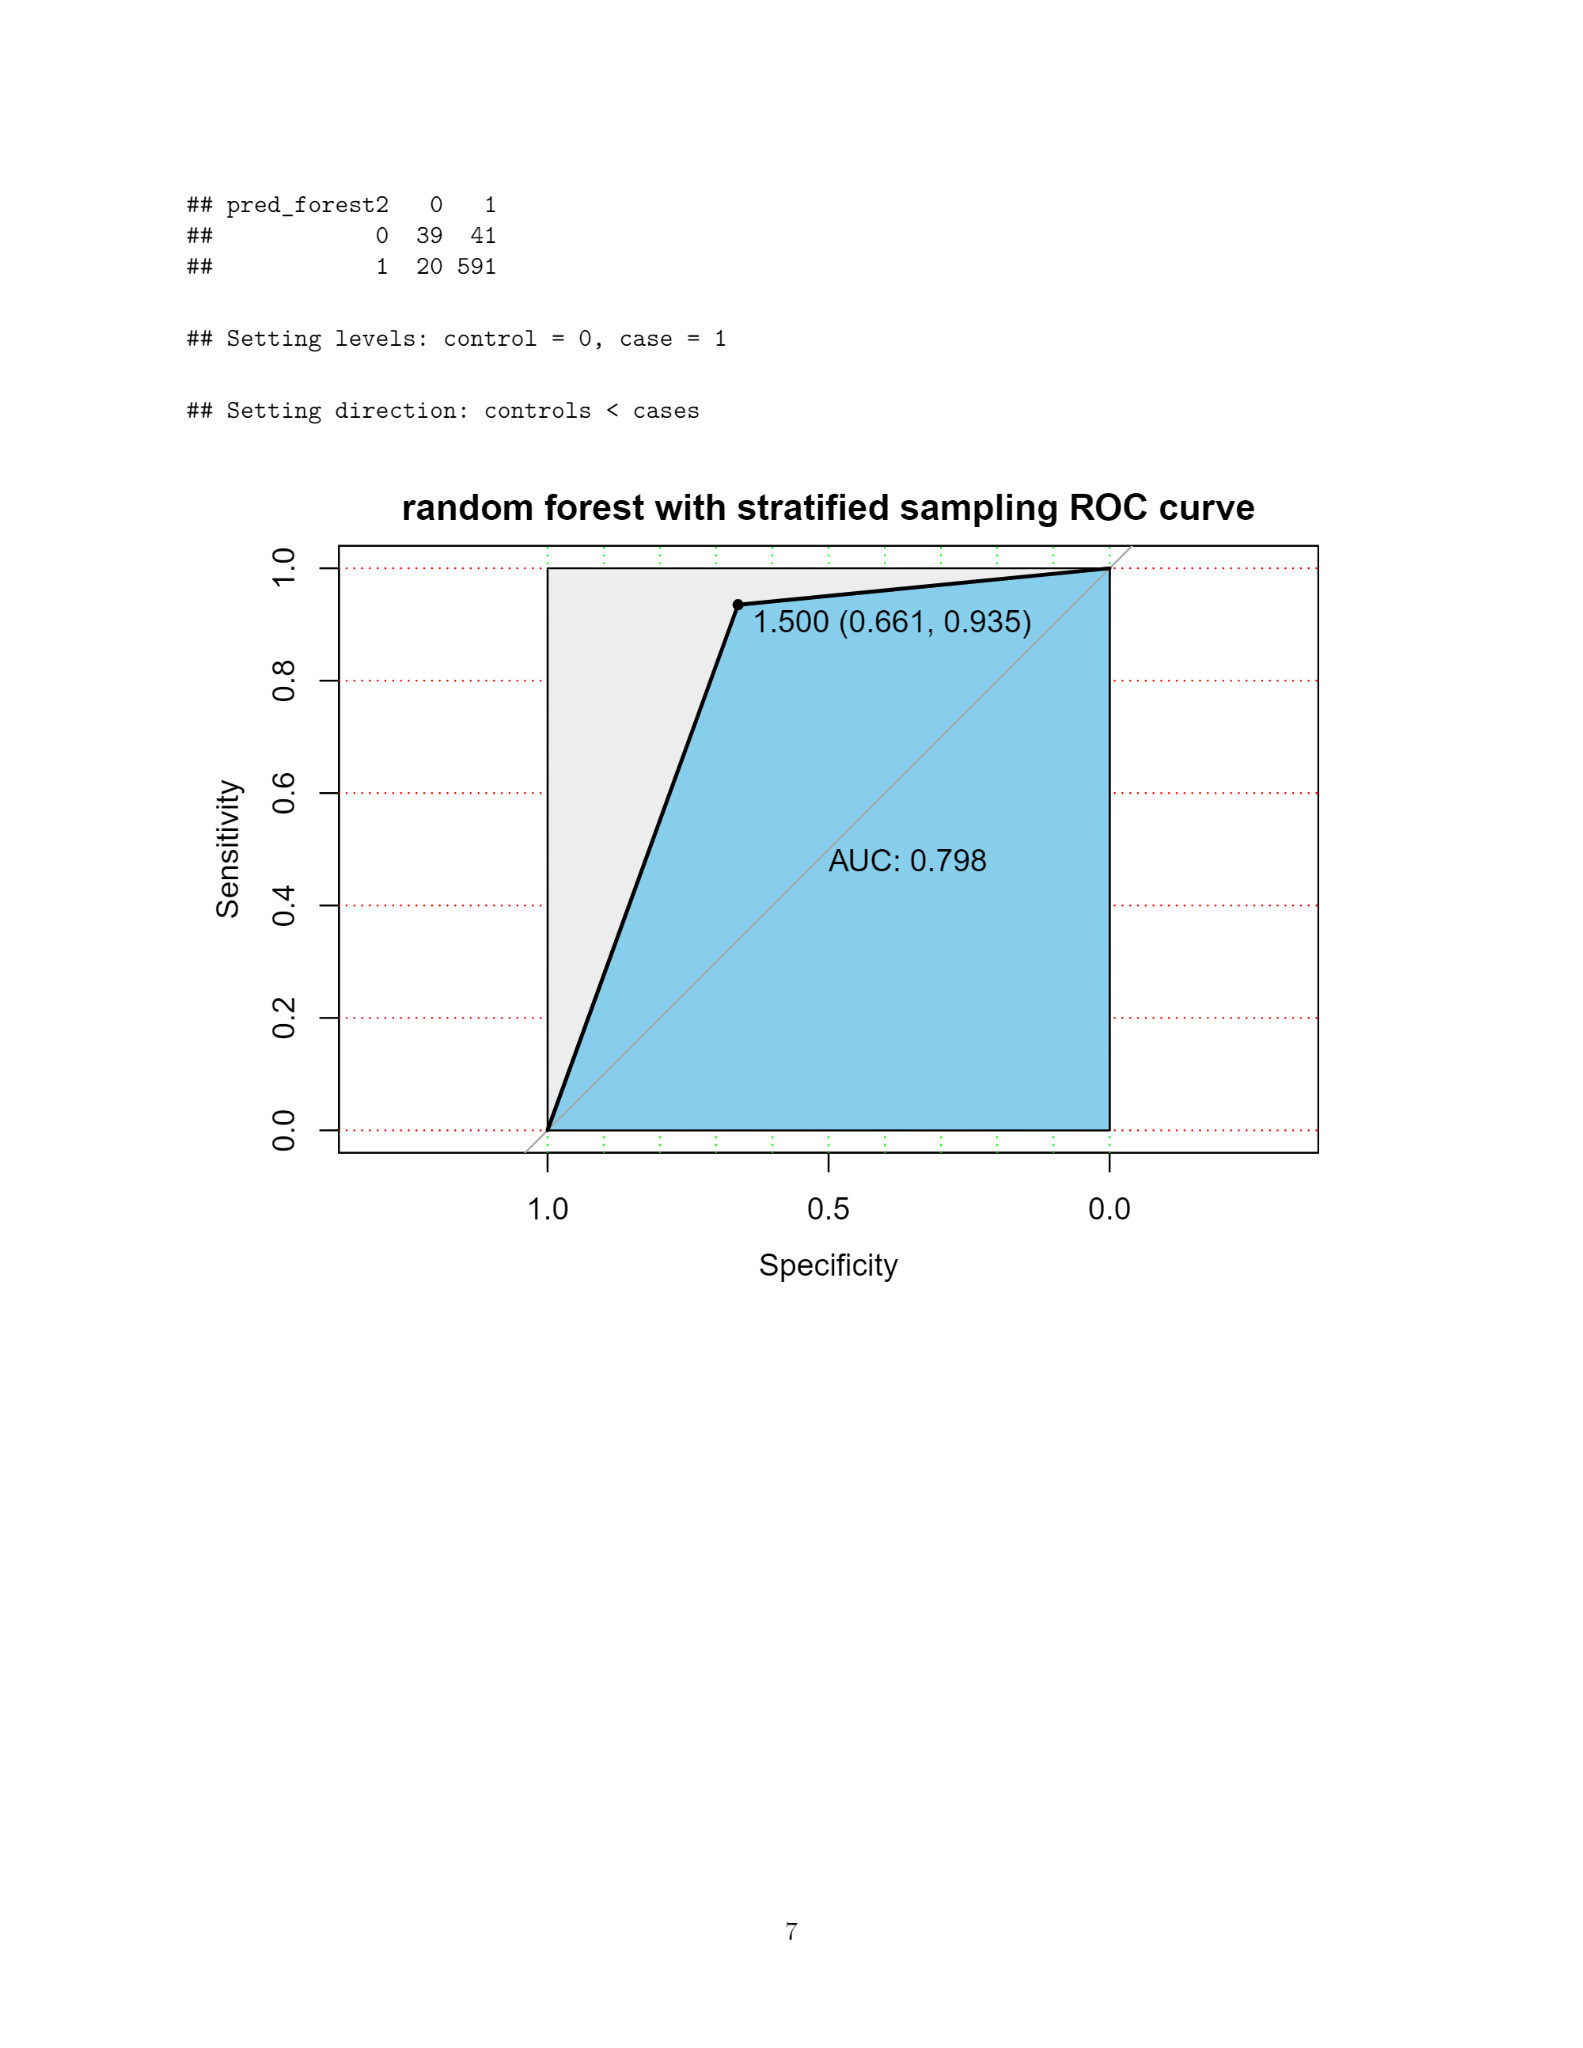 ## pred_forest2   0   1
##            0  39  41
##            1  20 591
## Setting levels: control = 0, case = 1
## Setting direction: controls < cases
random forest with stratified sampling ROC curve
1.0
0.8
0.6
0.4
0.2
0.0
Sensitivity
1.500 (0.661, 0.935)
AUC: 0.798
1.0 0.5 0.0
Specificity
7